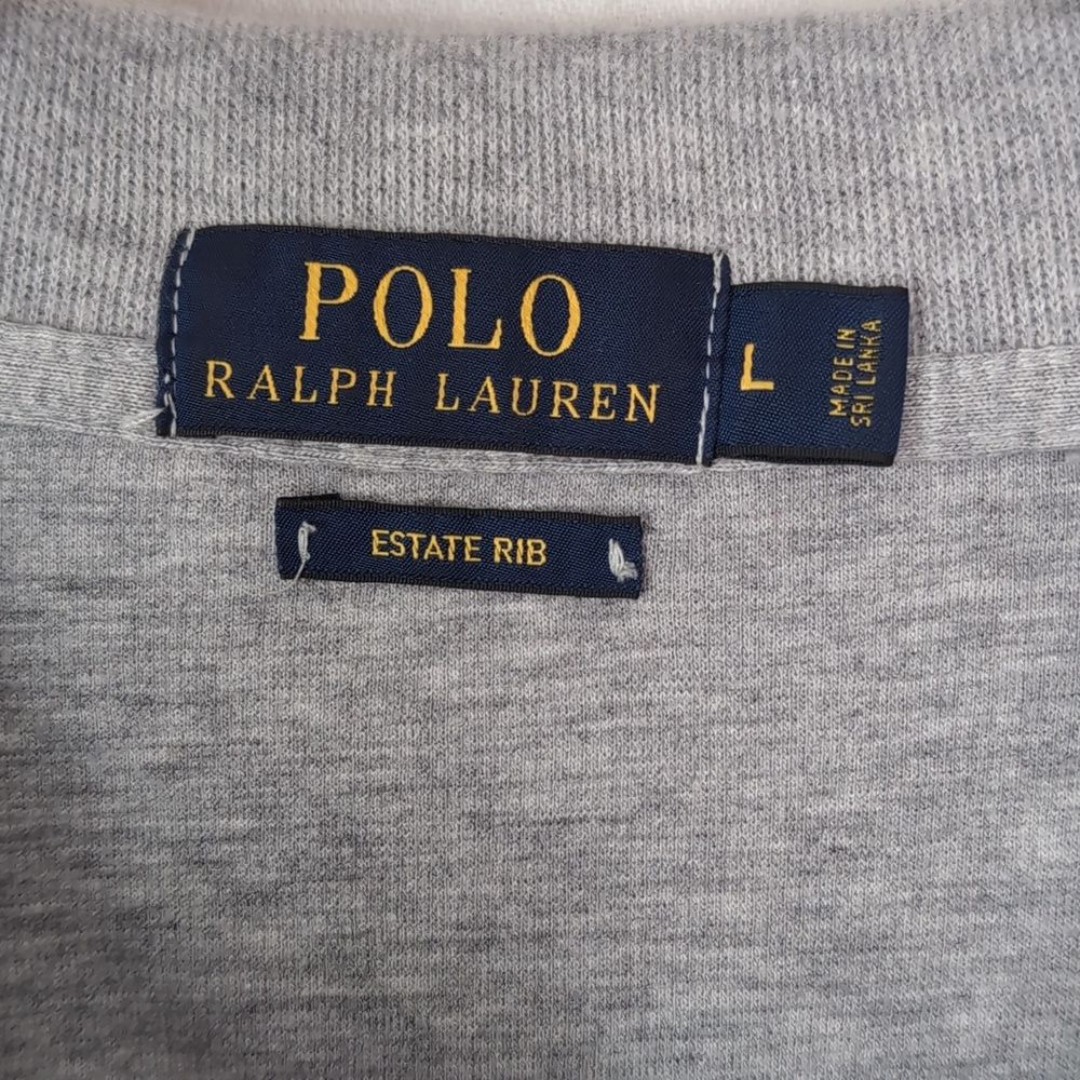 POLO
RALPH LAUREN
L
MADE IN
SRI LANKA
ESTATE RIB